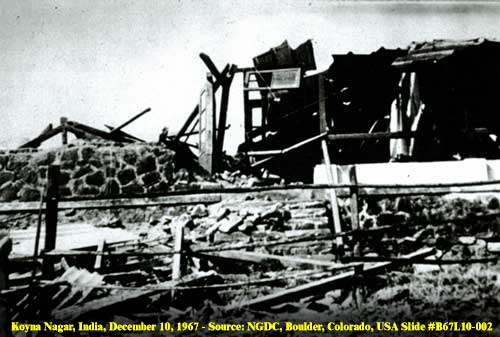 Koyna Nagar, India, December 10, 1967 - Source: NGDC, Boulder, Colorado, USA Slide #B67L10-002